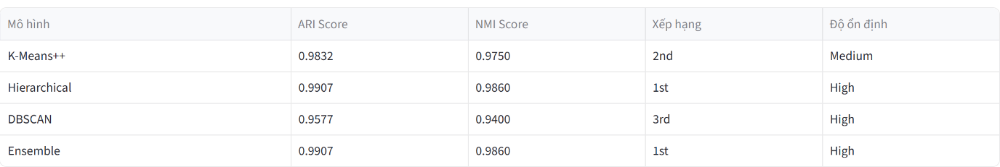 Mô hình ARI Score NMI Score Xếp hạng Độ ổn định
K-Means++ 0.9832 0.9750 2nd Medium
Hierarchical 0.9907 0.9860 1st High
DBSCAN 0.9577 0.9400 3rd High
Ensemble 0.9907 0.9860 1st High